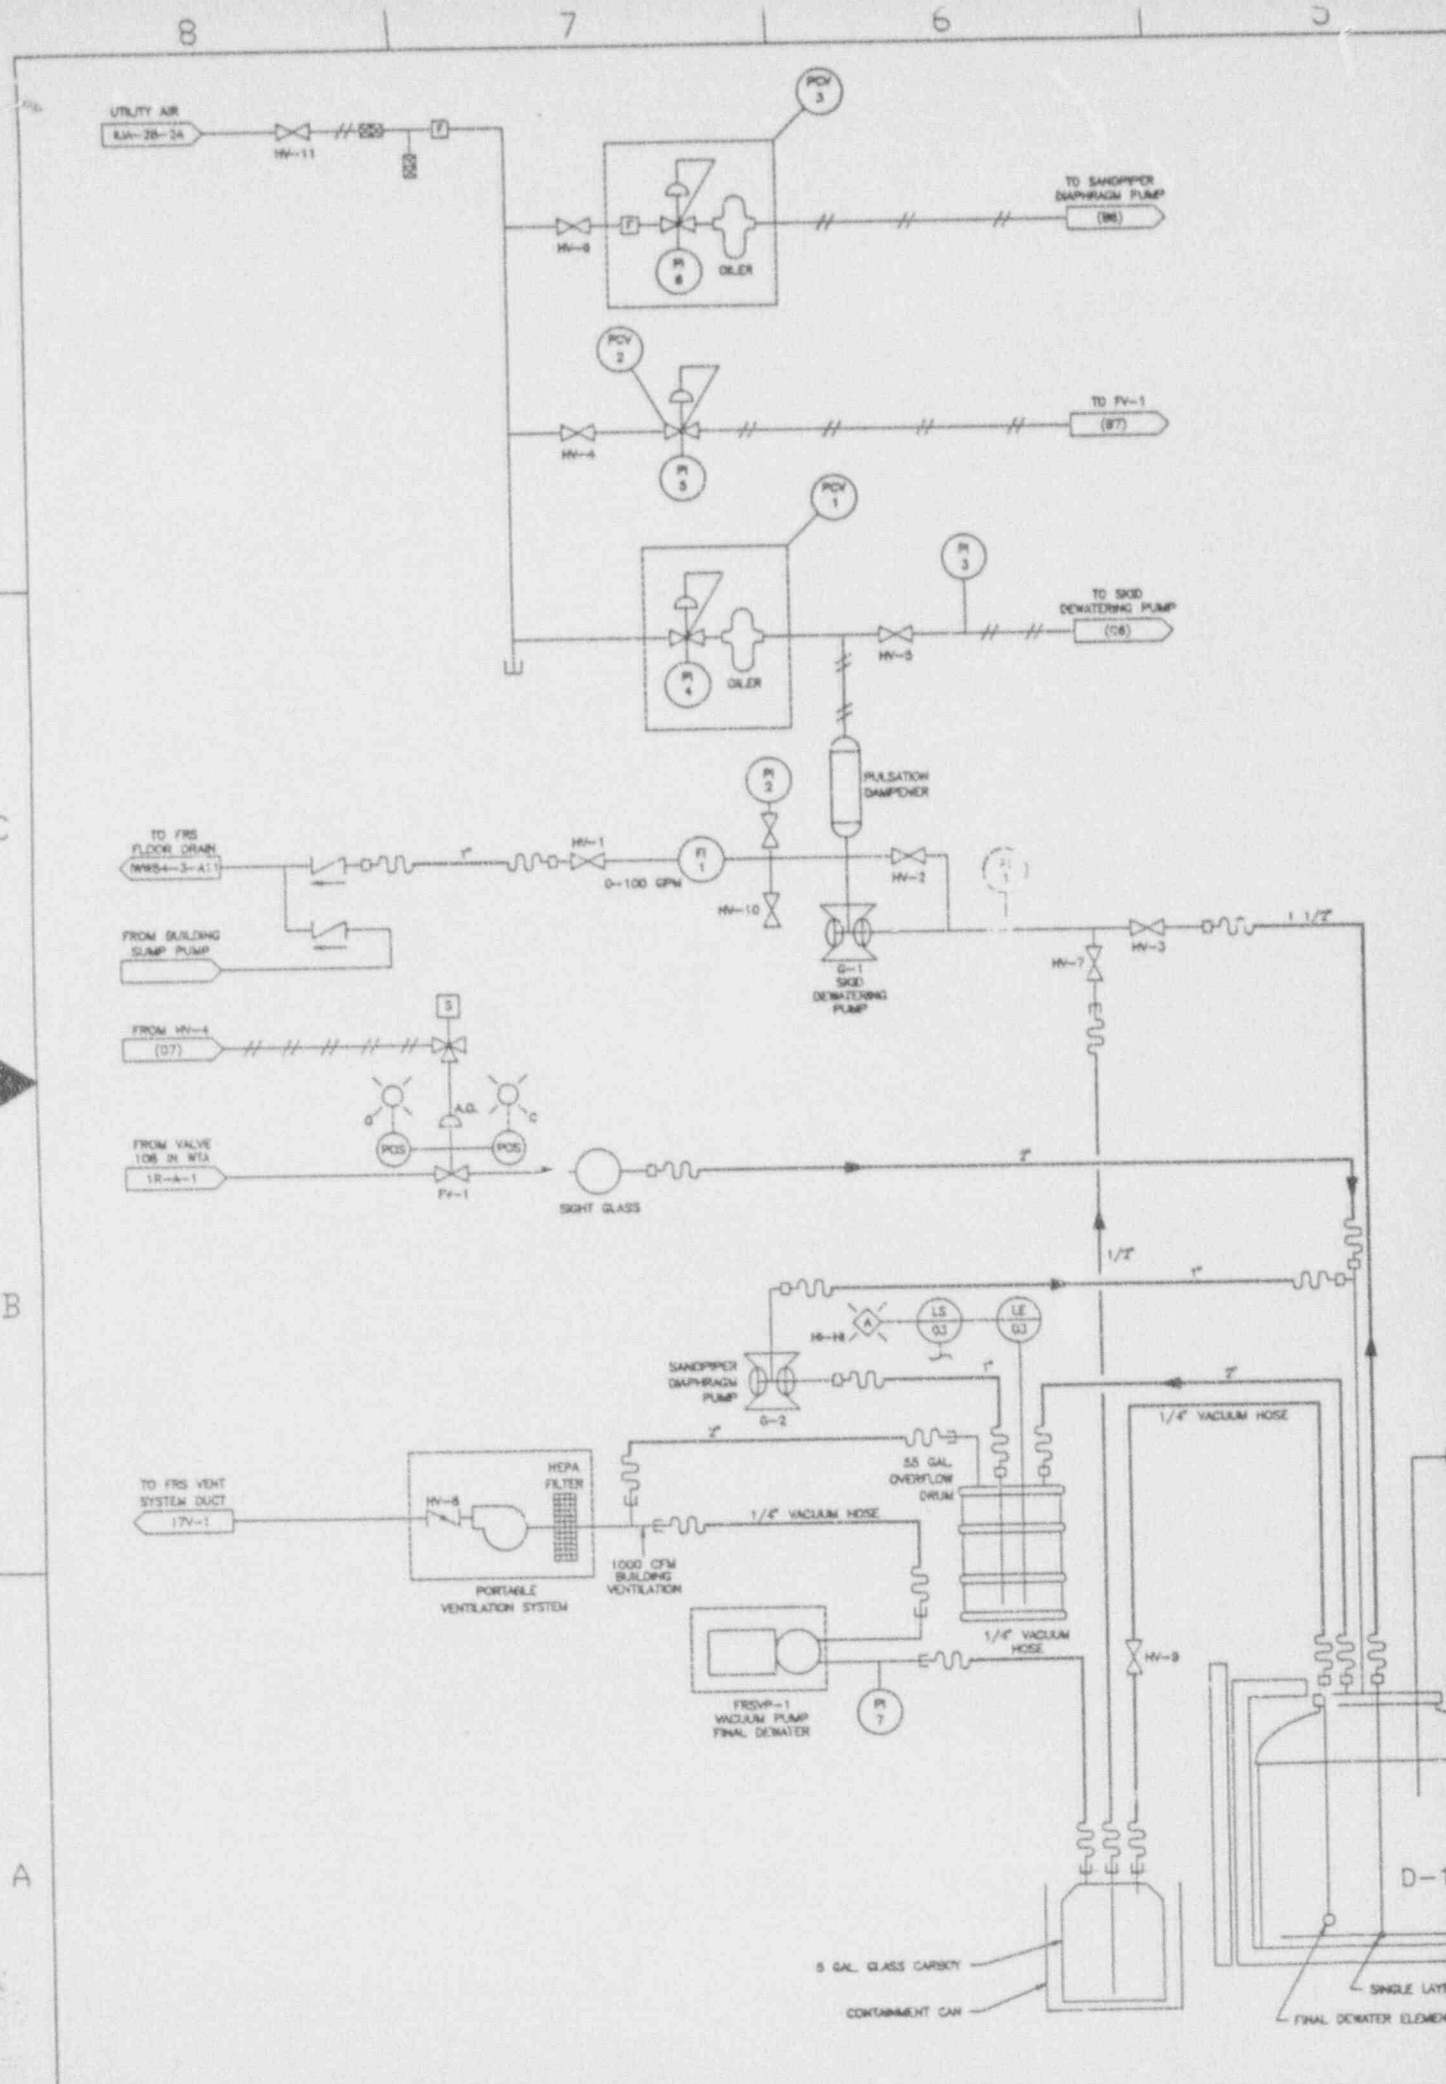 8
7
6
UTILITY AIR
HV-11
F
PCV
3
TO SANDPIPER
DIAPHRAGM PUMP
(B6)
F
PI
6
OILER
PCV
2
TO FV-1
(B7)
HV-4
PI
5
PCV
1
PI
3
TO SKID
DEWATERING PUMP
(C6)
HV-5
PI
4
OILER
PI
2
PULSATION
DAMPENER
C
TO FRS
FLOOR DRAIN
HV-1
1"
FI
1
0-100 GPM
HV-2
HV-10
1 1/2"
HV-3
HV-7
FROM BUILDING
SUMP PUMP
G-1
SKID
DEWATERING
PUMP
S
FROM HV-4
(D7)
A.O.
C
POS
POS
FROM VALVE
106 IN WTA
1R-A-1
FV-1
SIGHT GLASS
2"
1/2"
1"
B
HI-HI
A
LS
LE
SANDPIPER
DIAPHRAGM
PUMP
G-2
1"
2"
1/4" VACUUM HOSE
2"
55 GAL.
OVERFLOW
DRUM
TO FRS VENT
SYSTEM DUCT
17V-1
HV-8
HEPA
FILTER
1/4" VACUUM HOSE
1000 CFM
BUILDING
VENTILATION
PORTABLE
VENTILATION SYSTEM
1/4" VACUUM
HOSE
HV-9
FRSVP-1
VACUUM PUMP
FINAL DEWATER
PI
7
A
D-1
5 GAL. GLASS CARBOY
CONTAINMENT CAN
SINGLE LAY
FINAL DEWATER ELEMEN